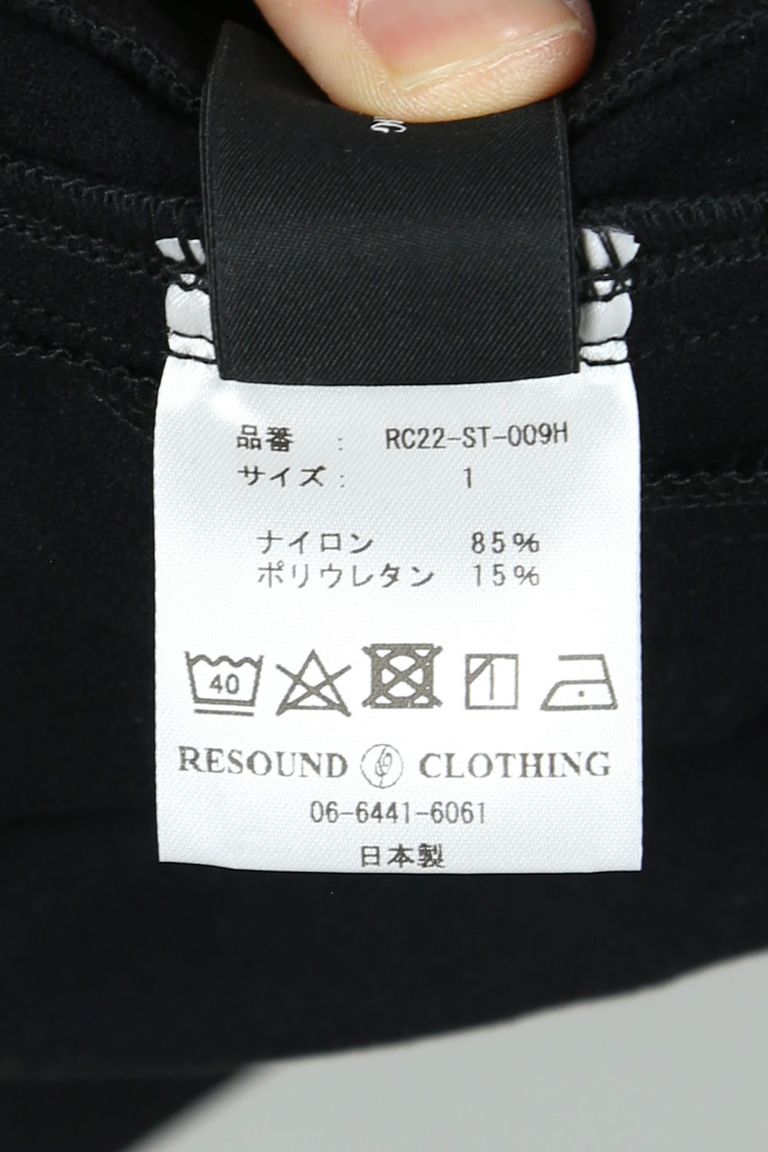 品番 : RC22-ST-009H
サイズ : 1
ナイロン 85%
ポリウレタン 15%
40
RESOUND CLOTHING
06-6441-6061
日本製